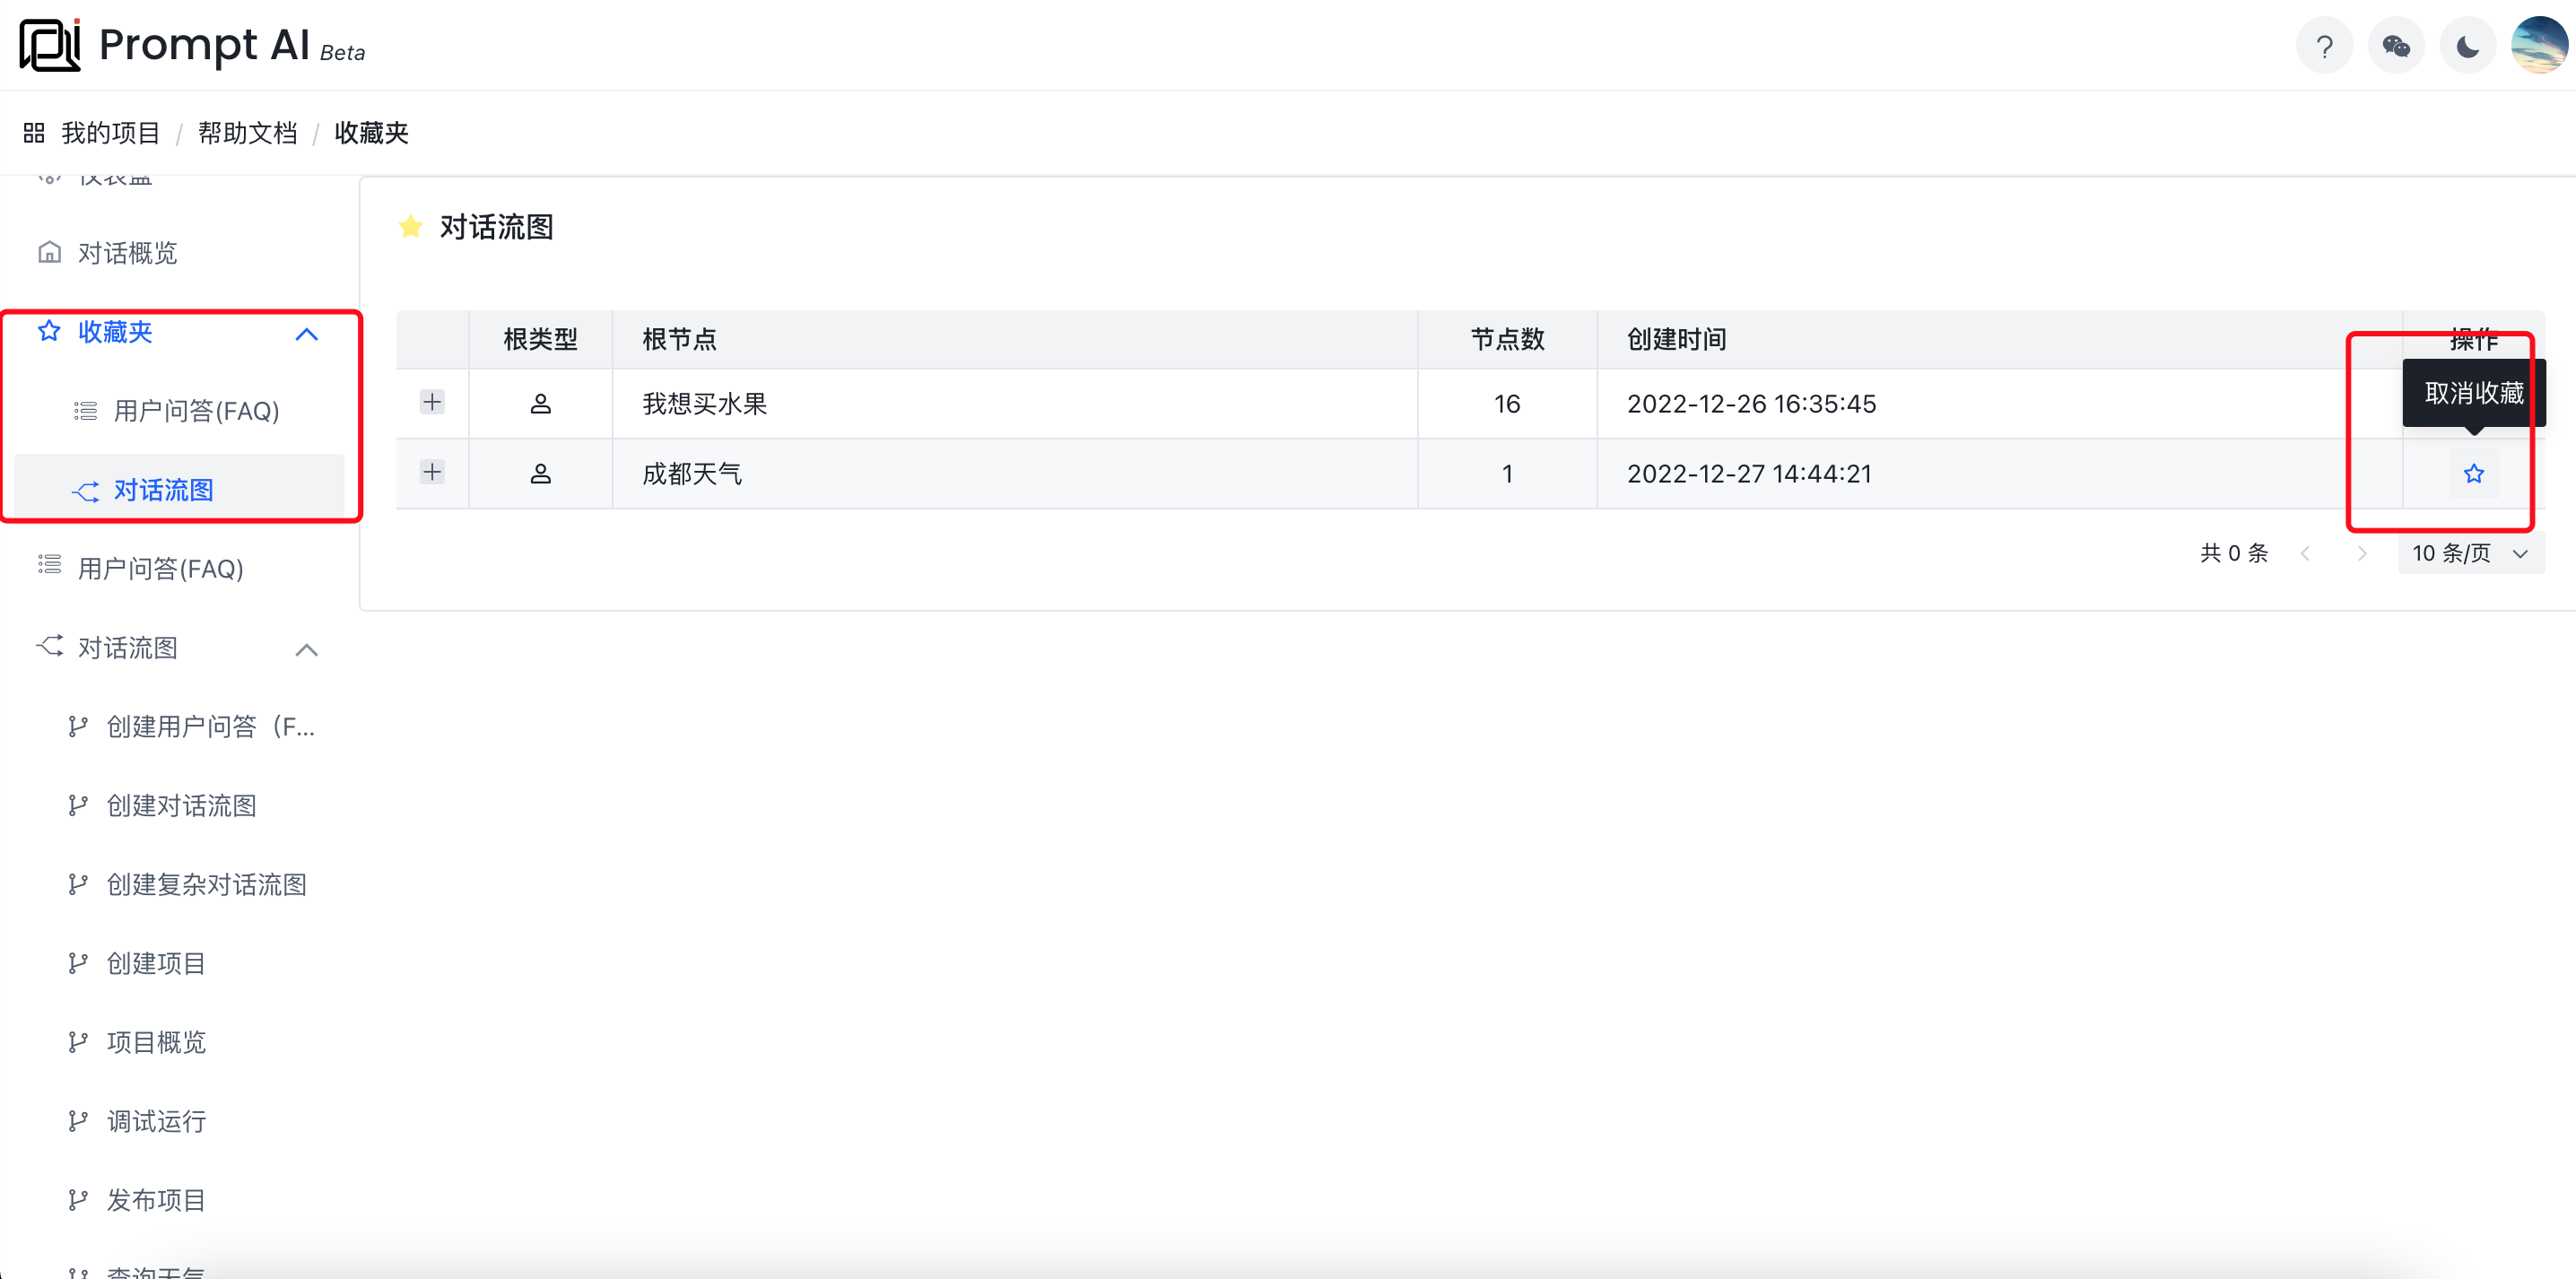 Prompt AI Beta
我的项目 / 帮助文档 / 收藏夹
仪表盘
对话概览
收藏夹
用户问答(FAQ)
对话流图
用户问答(FAQ)
对话流图
创建用户问答（F...
创建对话流图
创建复杂对话流图
创建项目
项目概览
调试运行
发布项目
查询天气
对话流图
根类型 根节点 节点数 创建时间 操作
我想买水果 16 2022-12-26 16:35:45
取消收藏
成都天气 1 2022-12-27 14:44:21
共 0 条 10 条/页